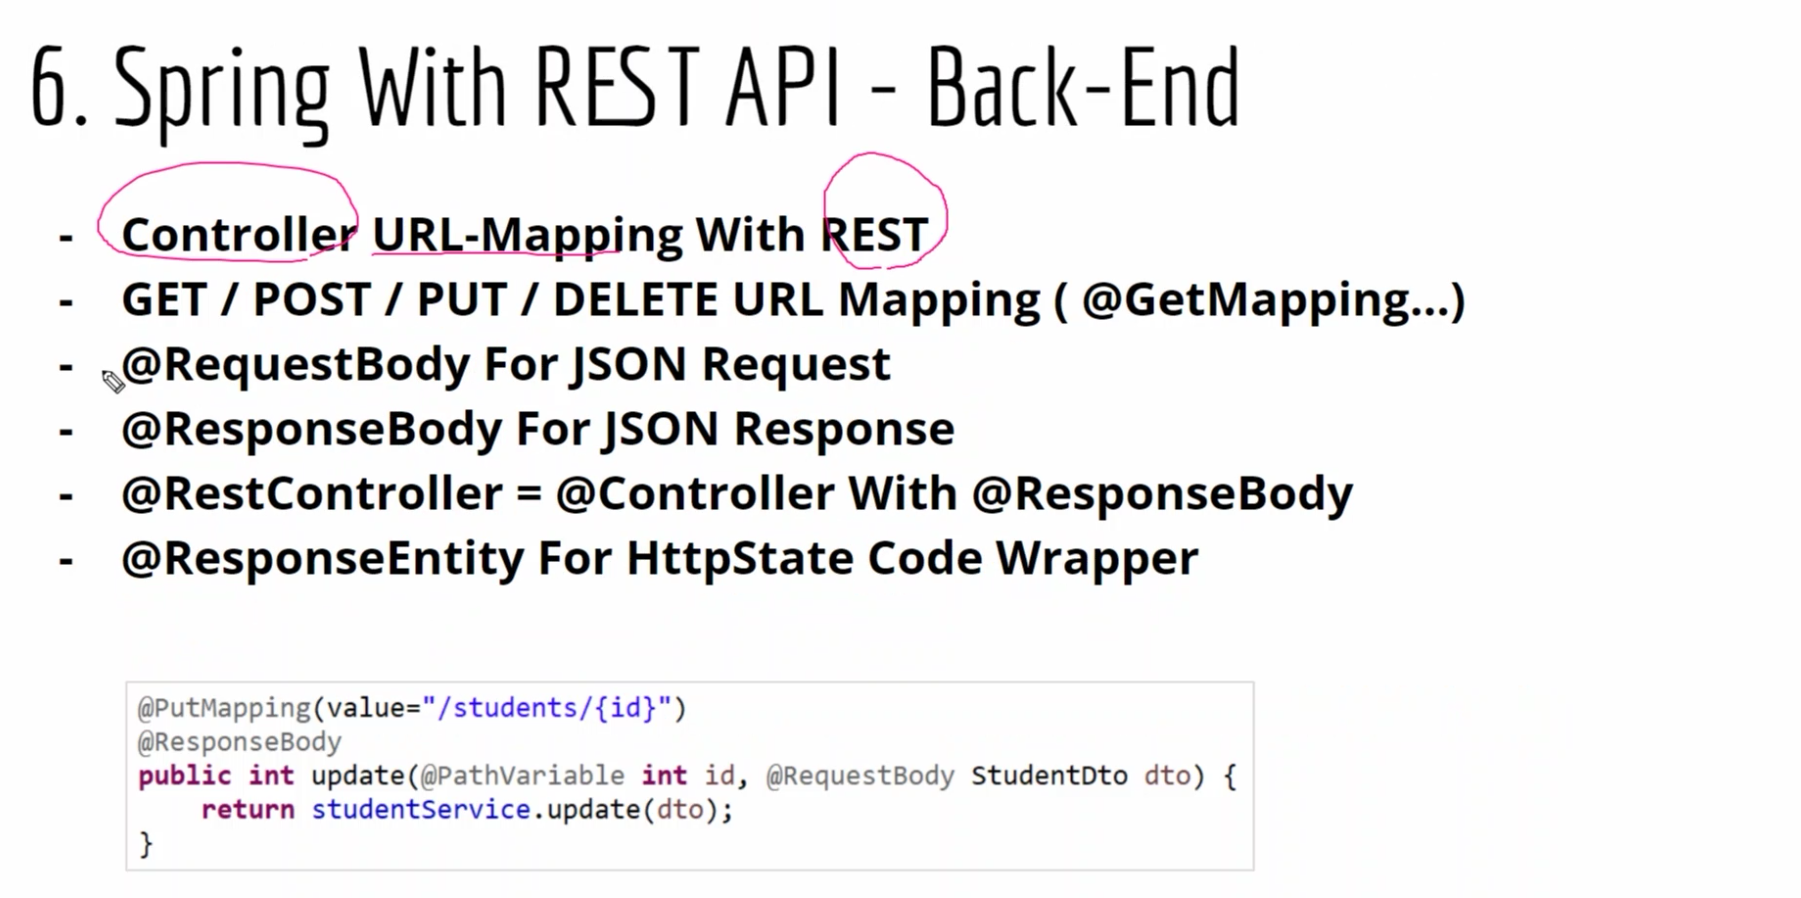 6. Spring With REST API - Back-End
- Controller URL-Mapping With REST
- GET / POST / PUT / DELETE URL Mapping ( @GetMapping...)
- @RequestBody For JSON Request
- @ResponseBody For JSON Response
- @RestController = @Controller With @ResponseBody
- @ResponseEntity For HttpState Code Wrapper
@PutMapping(value="/students/{id}")
@ResponseBody
public int update(@PathVariable int id, @RequestBody StudentDto dto) {
    return studentService.update(dto);
}